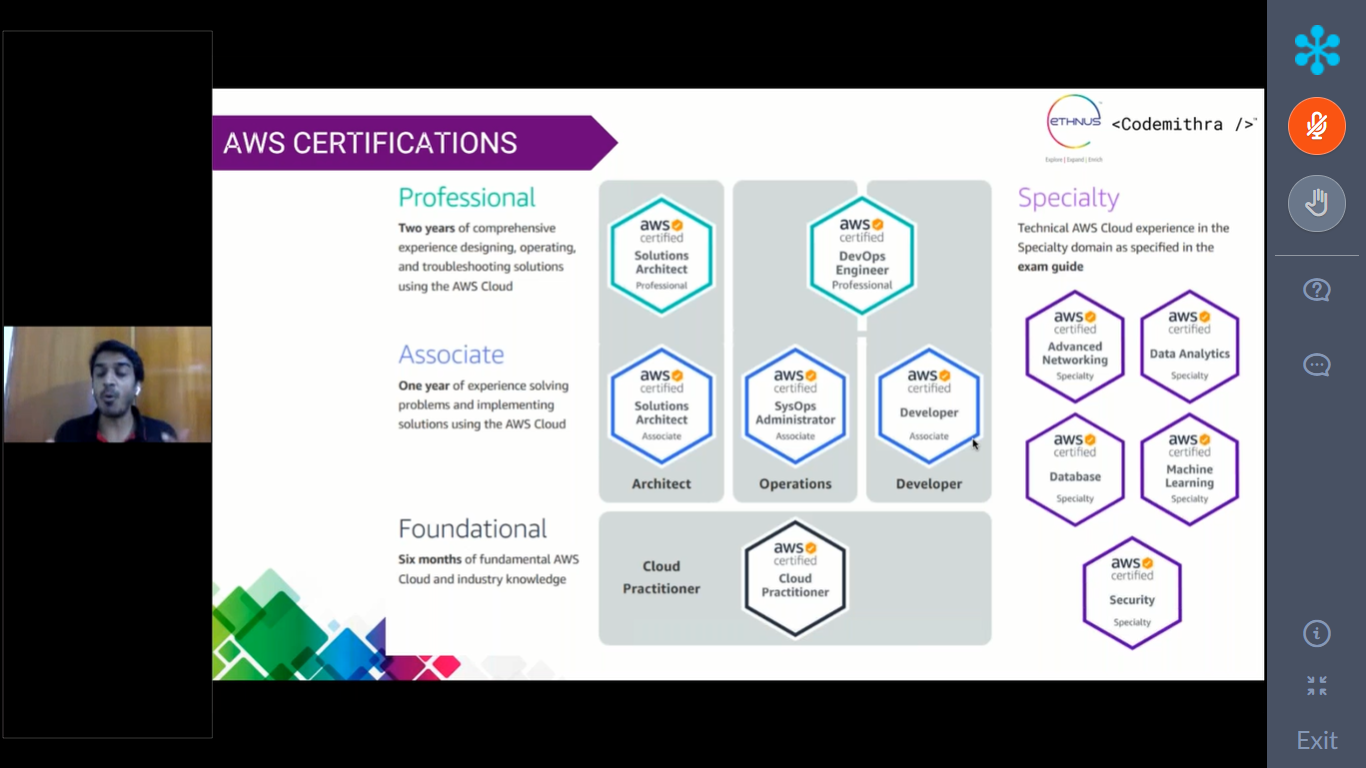 AWS CERTIFICATIONS
ETHNUS
Explore | Expand | Enrich
<Codemithra />™
Professional
Two years of comprehensive
experience designing, operating,
and troubleshooting solutions
using the AWS Cloud
aws
certified
Solutions
Architect
Professional
aws
certified
DevOps
Engineer
Professional
Associate
One year of experience solving
problems and implementing
solutions using the AWS Cloud
aws
certified
Solutions
Architect
Associate
aws
certified
SysOps
Administrator
Associate
aws
certified
Developer
Associate
Architect
Operations
Developer
Foundational
Six months of fundamental AWS
Cloud and industry knowledge
Cloud
Practitioner
aws
certified
Cloud
Practitioner
Specialty
Technical AWS Cloud experience in the
Specialty domain as specified in the
exam guide
aws
certified
Advanced
Networking
Specialty
aws
certified
Data Analytics
Specialty
aws
certified
Database
Specialty
aws
certified
Machine
Learning
Specialty
aws
certified
Security
Specialty
Exit